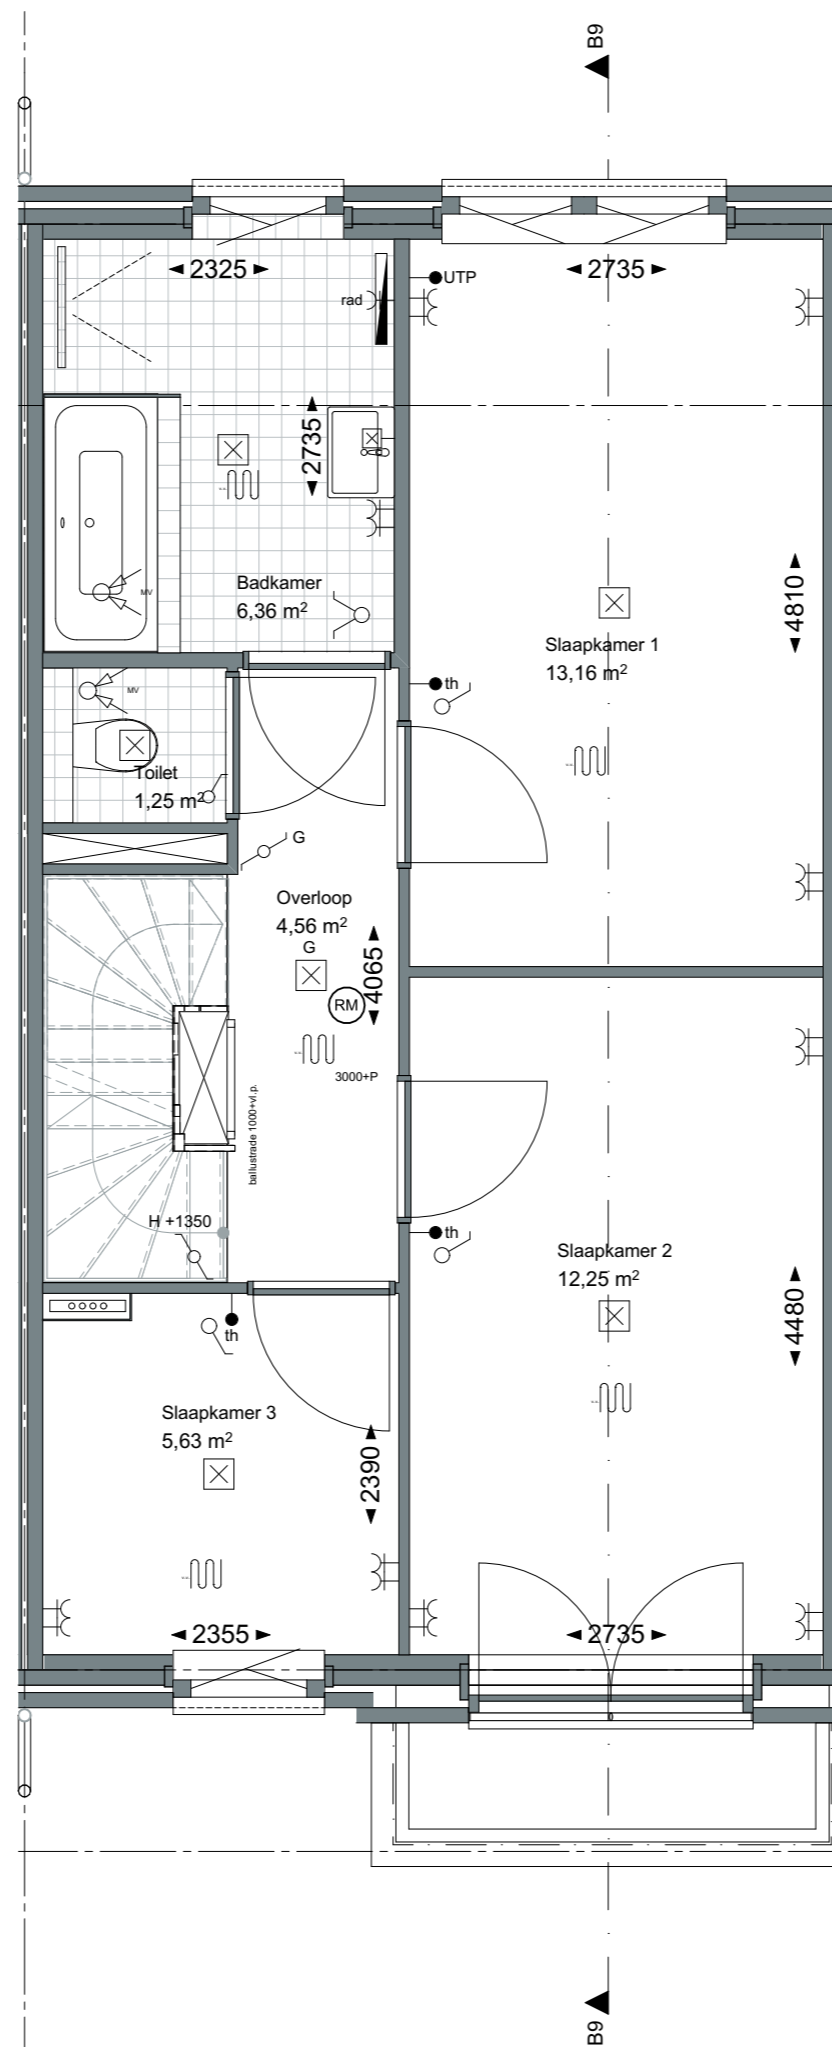 B9
2325
2735
rad
UTP
2735
MV
Badkamer
6,36 m²
4810
Slaapkamer 1
13,16 m²
th
MV
Toilet
1,25 m²
G
Overloop
4,56 m²
G
4065
RM
3000+P
ballustrade 1000+vl.p.
H +1350
th
Slaapkamer 2
12,25 m²
4480
th
Slaapkamer 3
5,63 m²
2390
2355
2735
B9